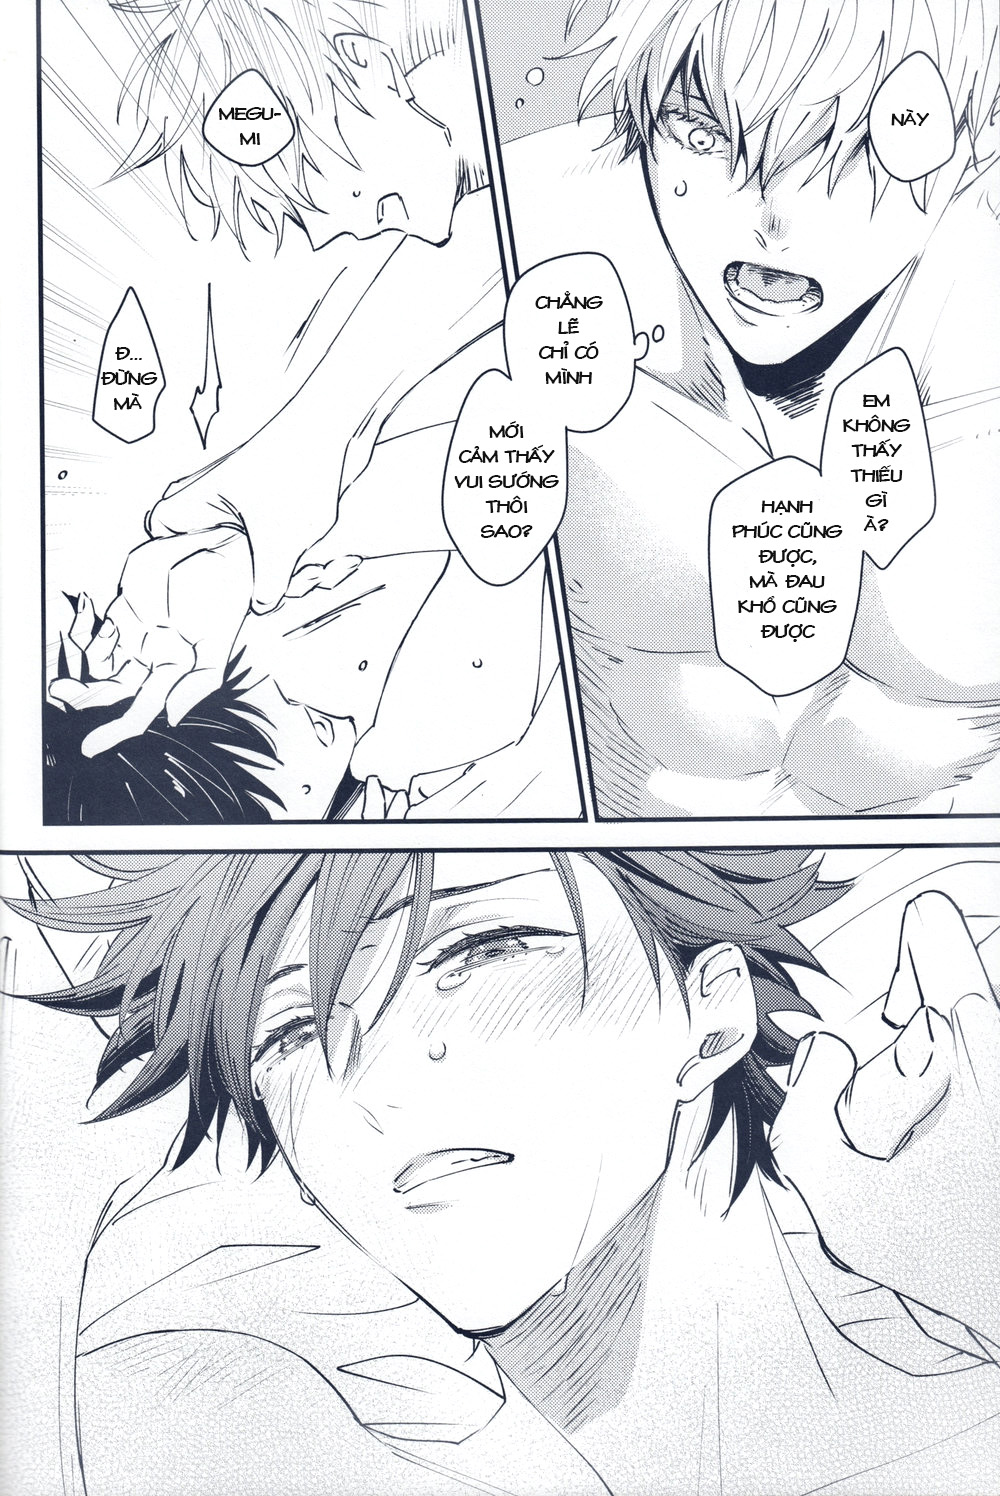 NÀY
EM
KHÔNG
THẤY
THIẾU
GÌ
À?
HẠNH
PHÚC CŨNG
ĐƯỢC,
MÀ ĐAU
KHỔ CŨNG
ĐƯỢC
CHẲNG
LẼ
CHỈ CÓ
MÌNH
MỚI
CẢM THẤY
VUI SƯỚNG
THÔI
SAO?
MEGU-
MI
Đ...
ĐỪNG
MÀ